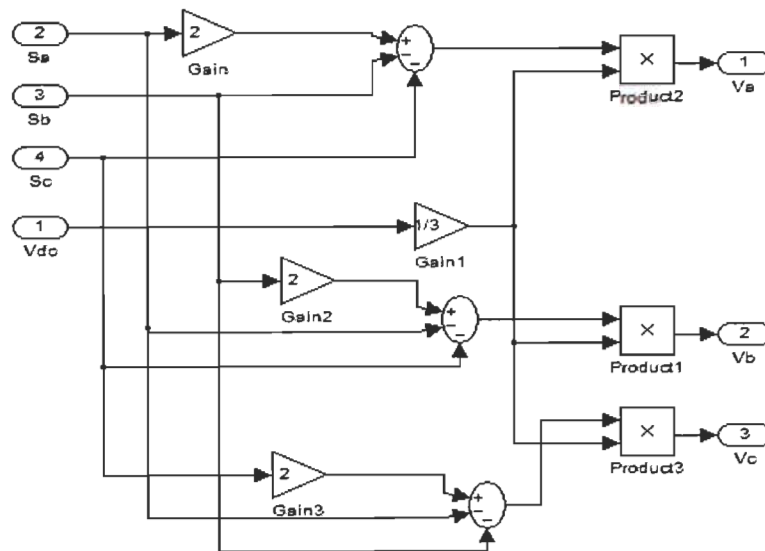 2
Sa
2
Gain
+
−
−
×
Product2
1
Va
3
Sb
4
Sc
1
Vdc
1/3
Gain1
2
Gain2
+
−
−
×
Product1
2
Vb
2
Gain3
+
−
−
×
Product3
3
Vc